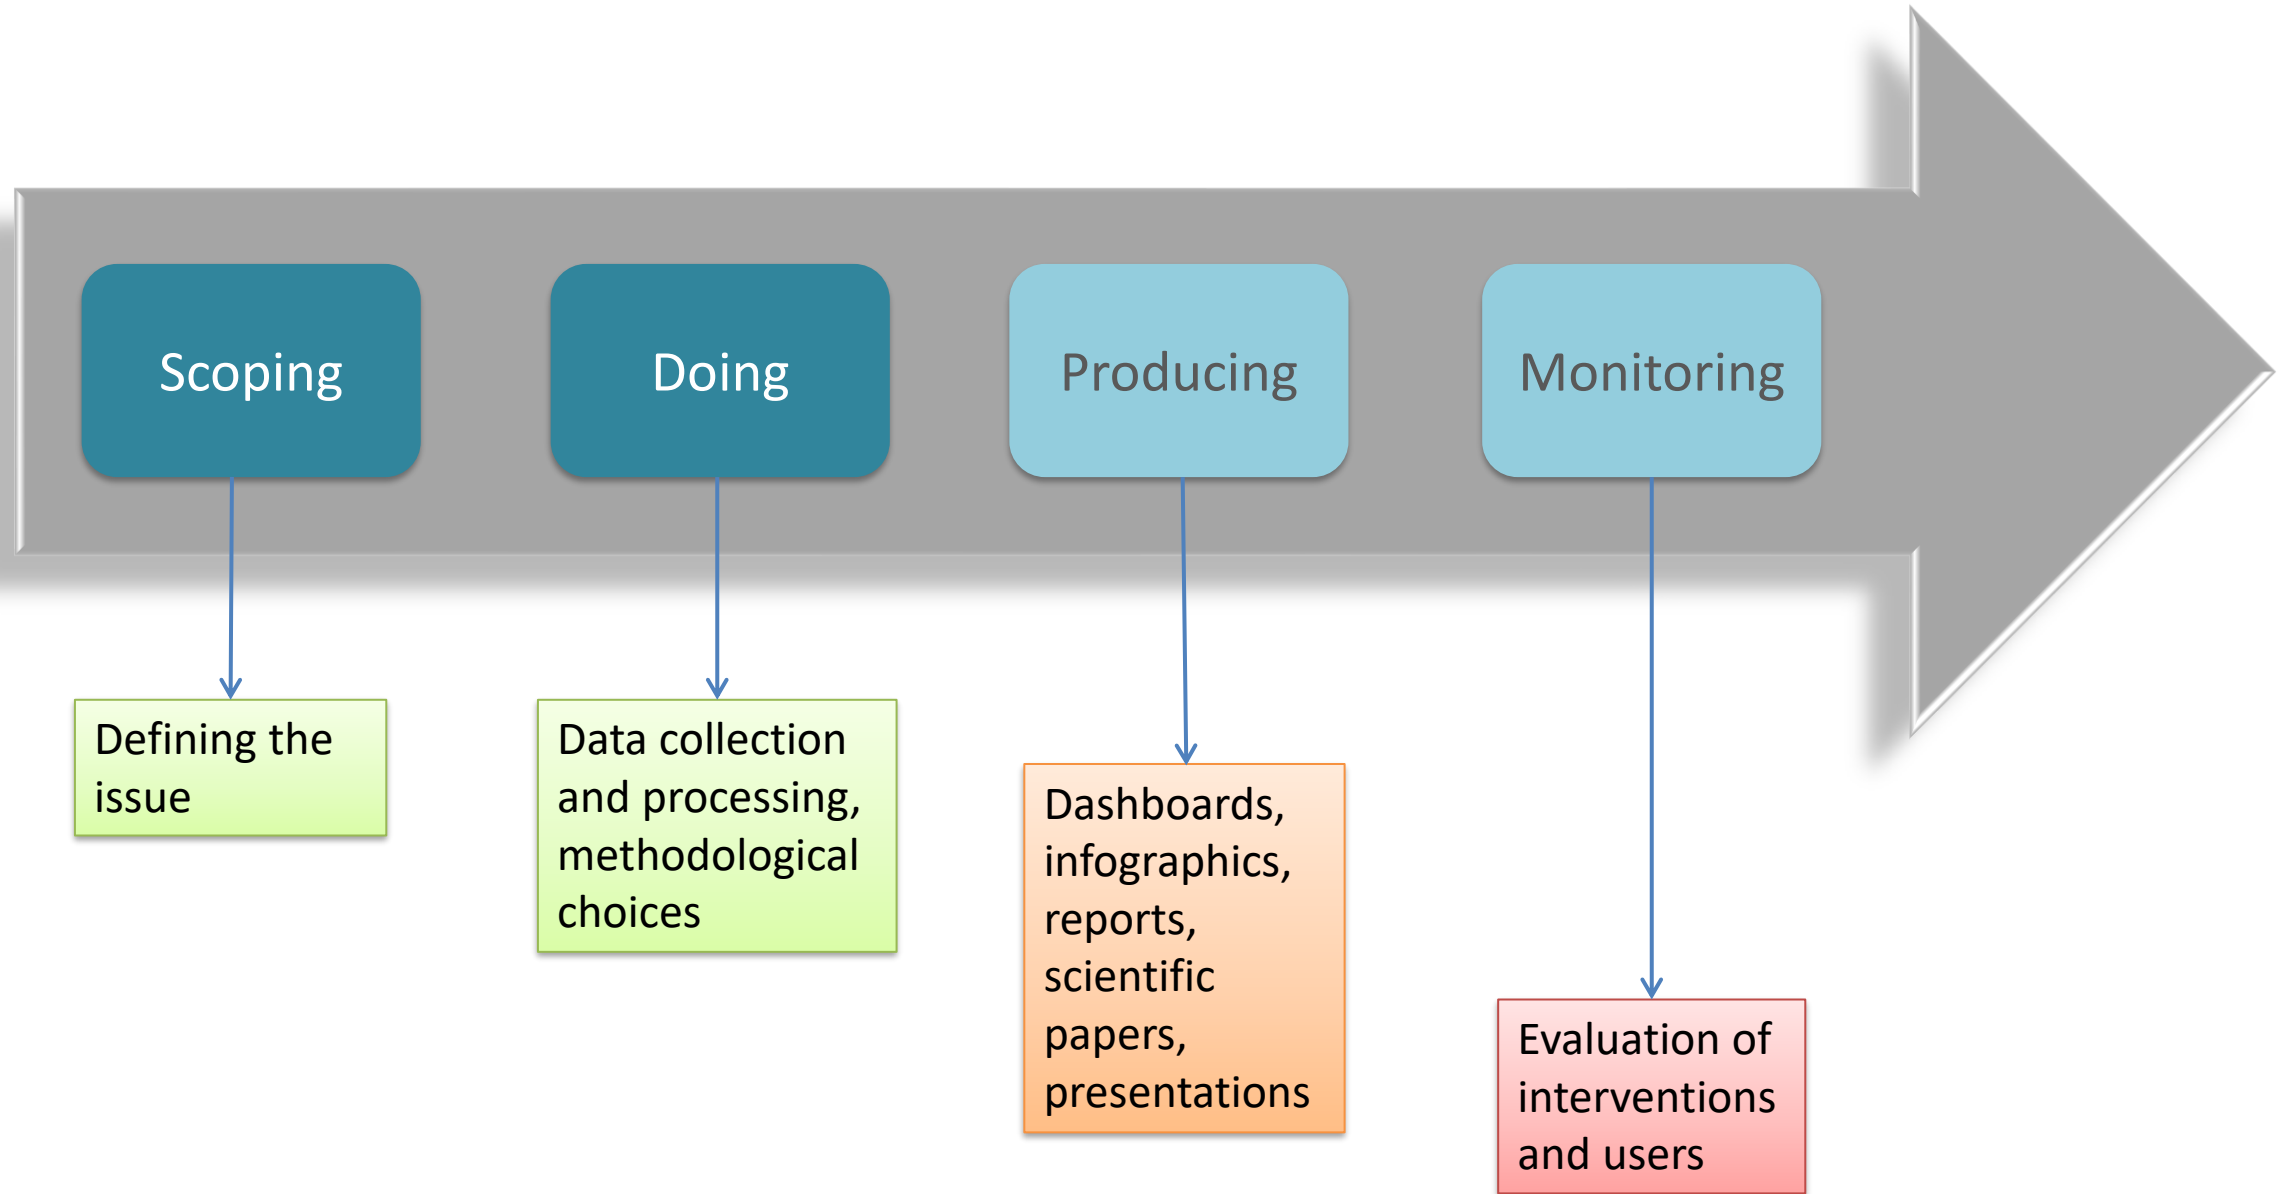 Scoping
Doing
Producing
Monitoring
Defining the
issue
Data collection
and processing,
methodological
choices
Dashboards,
infographics,
reports,
scientific
papers,
presentations
Evaluation of
interventions
and users